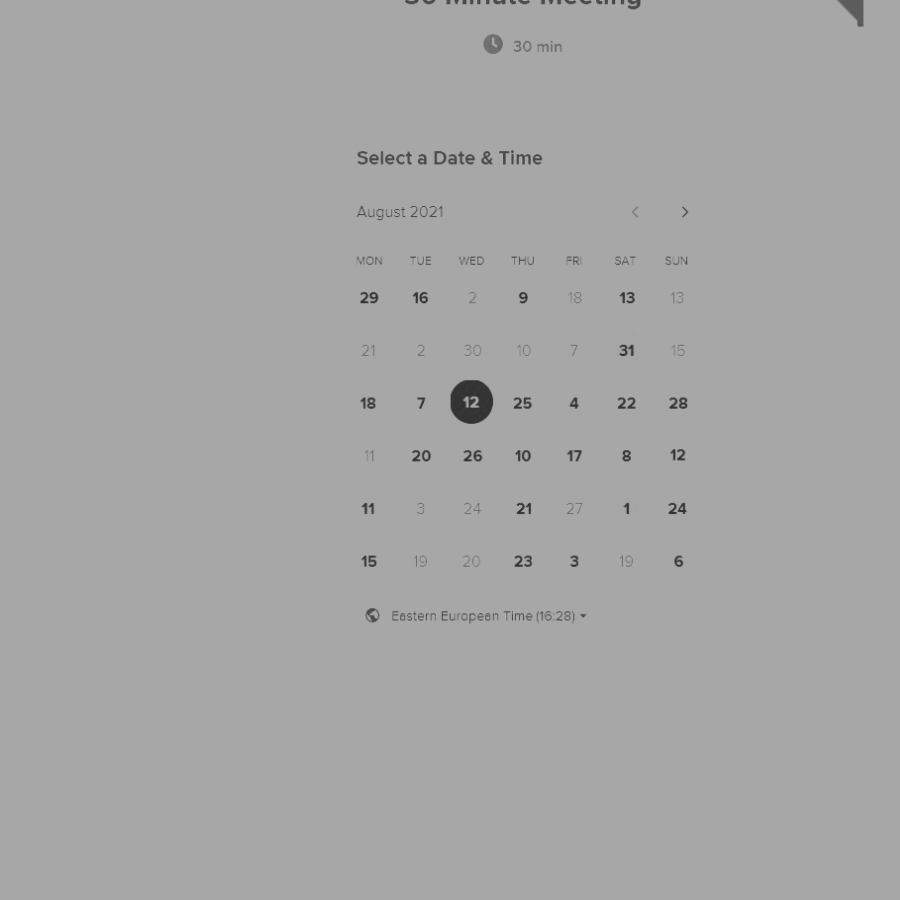 30 Minute Meeting
30 min
Select a Date & Time
August 2021
MON TUE WED THU FRI SAT SUN
29 16 2 9 18 13 13
21 2 30 10 7 31 15
18 7 12 25 4 22 28
11 20 26 10 17 8 12
11 3 24 21 27 1 24
15 19 20 23 3 19 6
Eastern European Time (16:28)